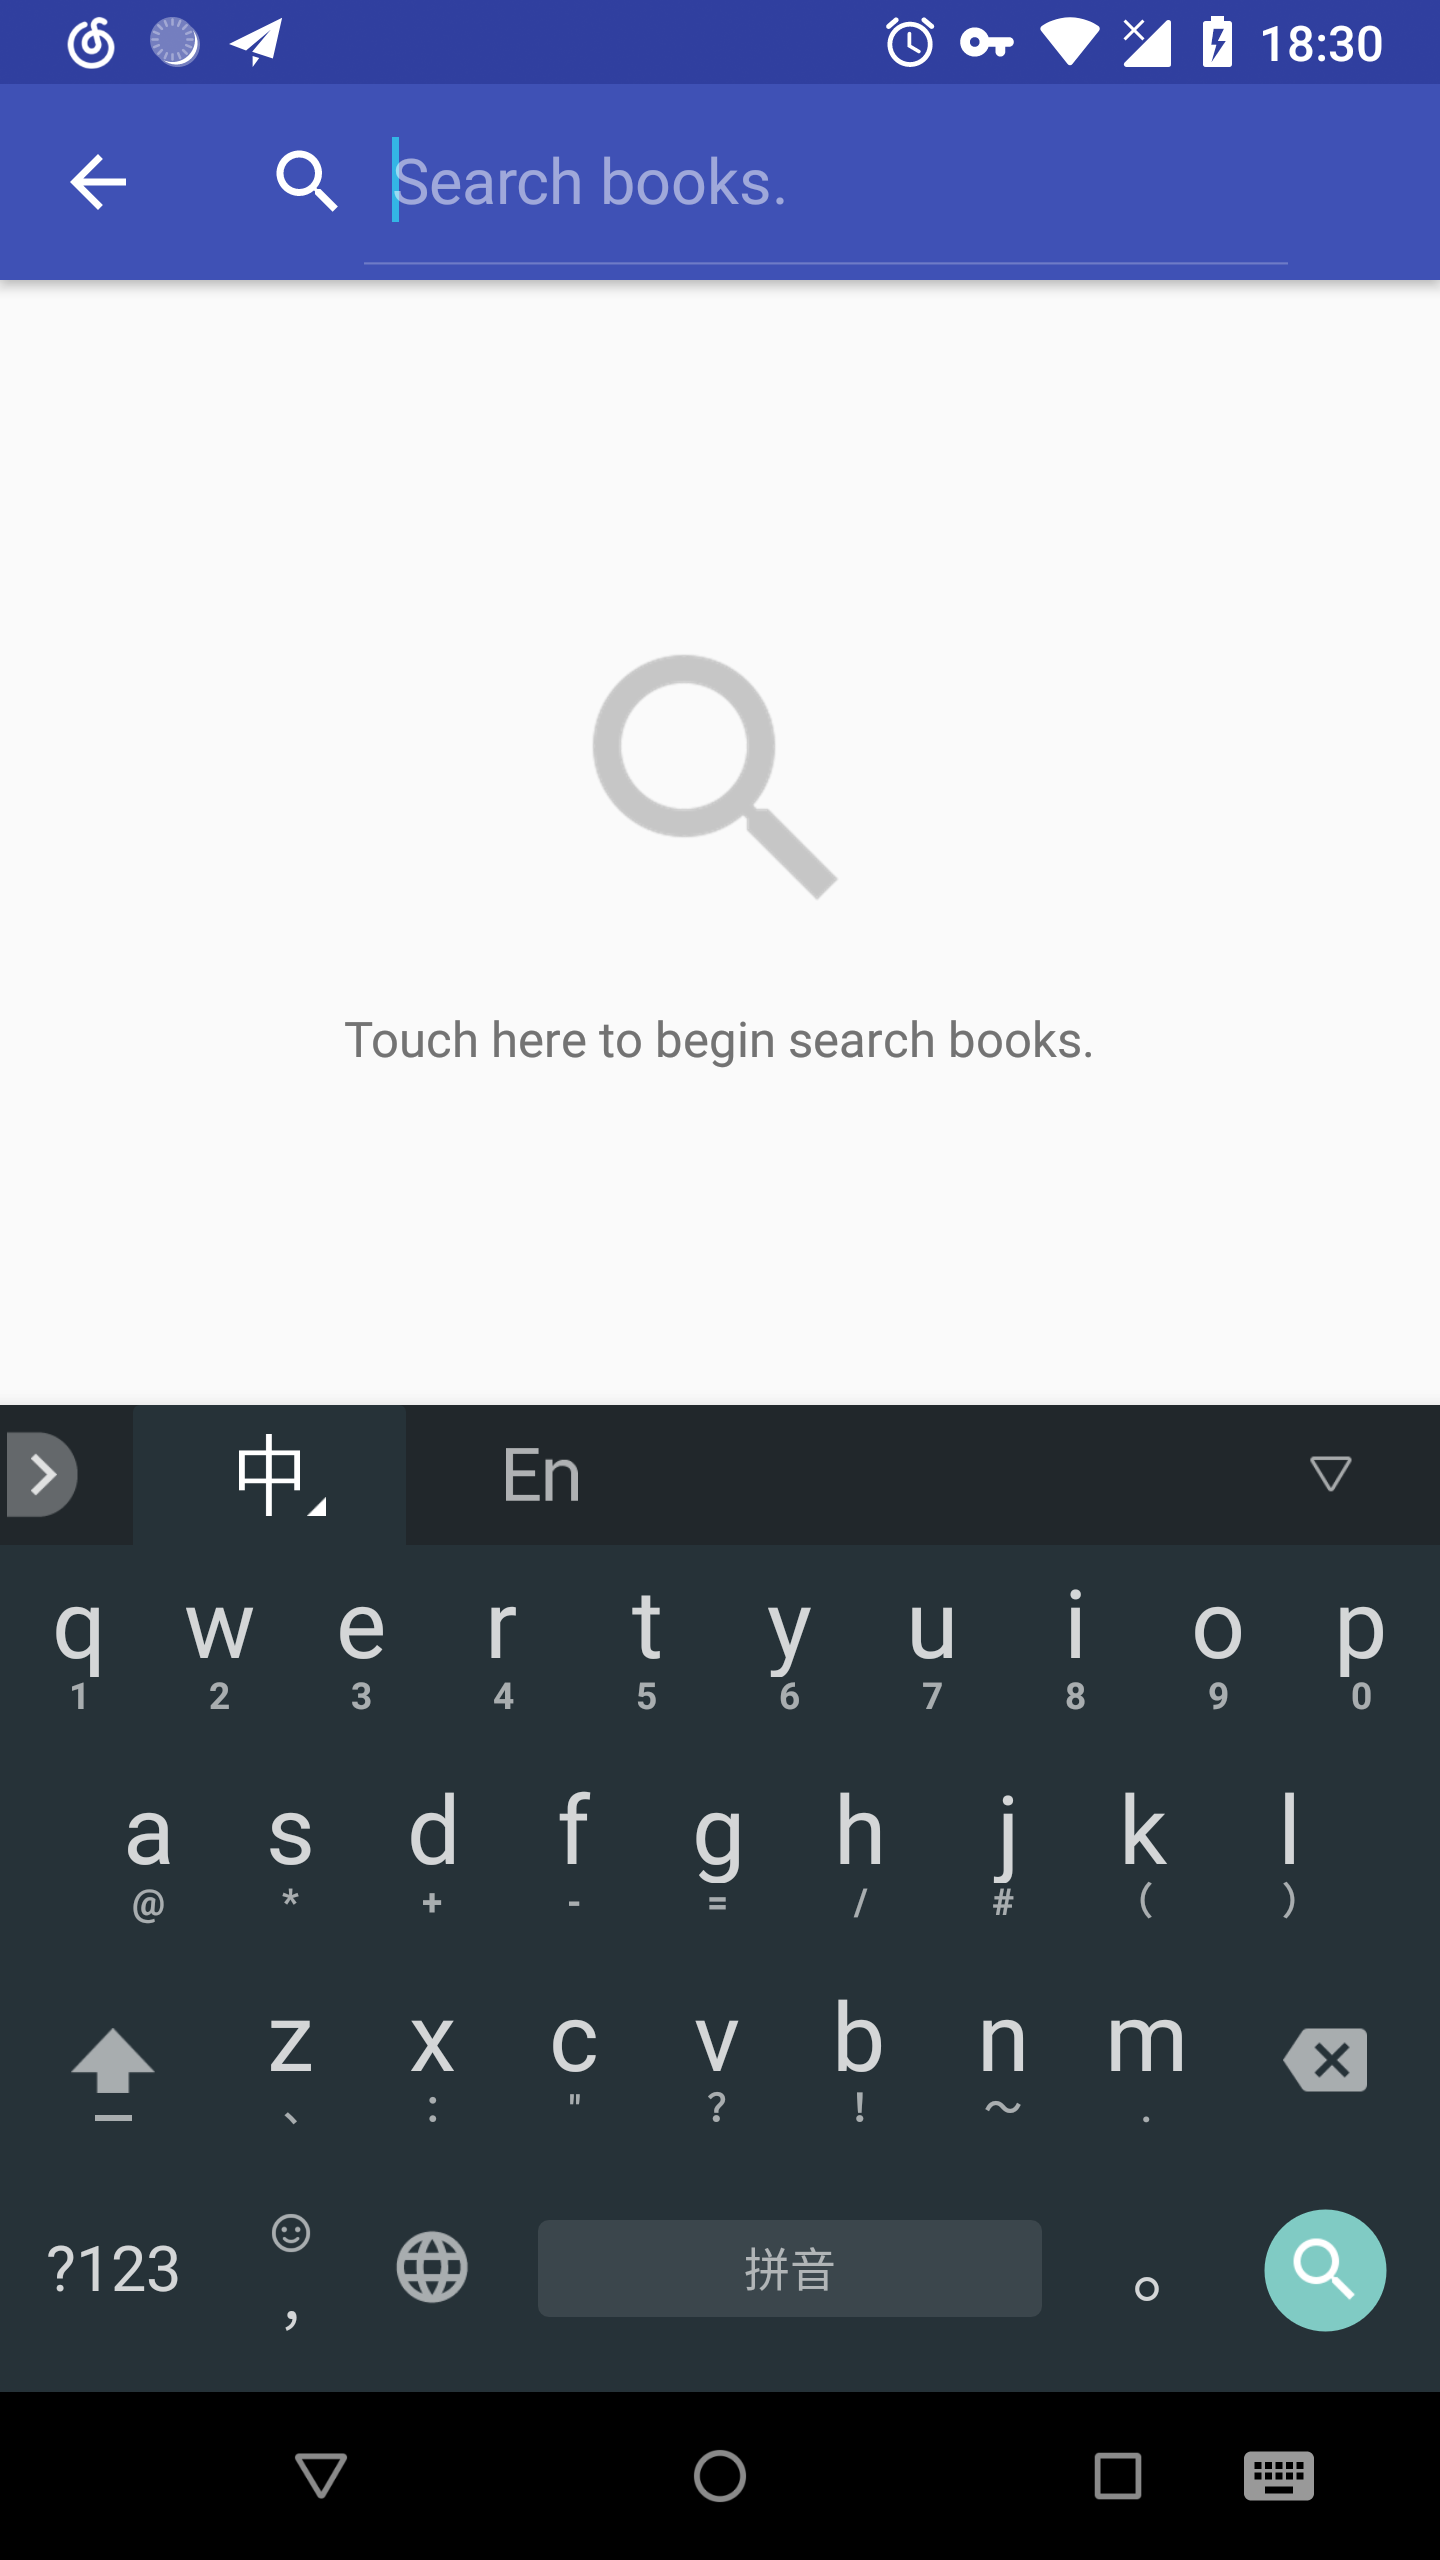 18:30
Search books.
Touch here to begin search books.
中 En
q w e r t y u i o p
1 2 3 4 5 6 7 8 9 0
a s d f g h j k l
@ * + - = / # ( )
z x c v b n m
、 : " ? ! ～ .
?123 ， 拼音 。